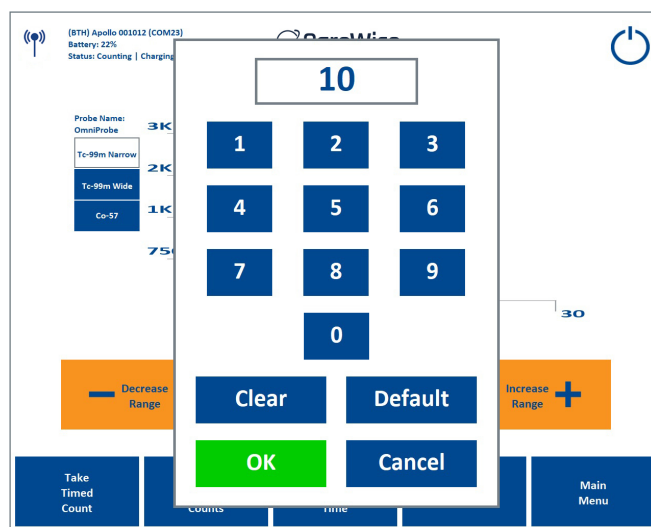 (BTH) Apollo 001012 (COM23)
Battery: 22%
Status: Counting | Charging
10
Probe Name:
OmniProbe
3K
Tc-99m Narrow
2K
Tc-99m Wide
1K
Co-57
1
2
3
4
5
6
7
8
9
0
30
Decrease
Range
Increase
Range
Clear
Default
OK
Cancel
Take
Timed
Count
Counts
Time
Main
Menu